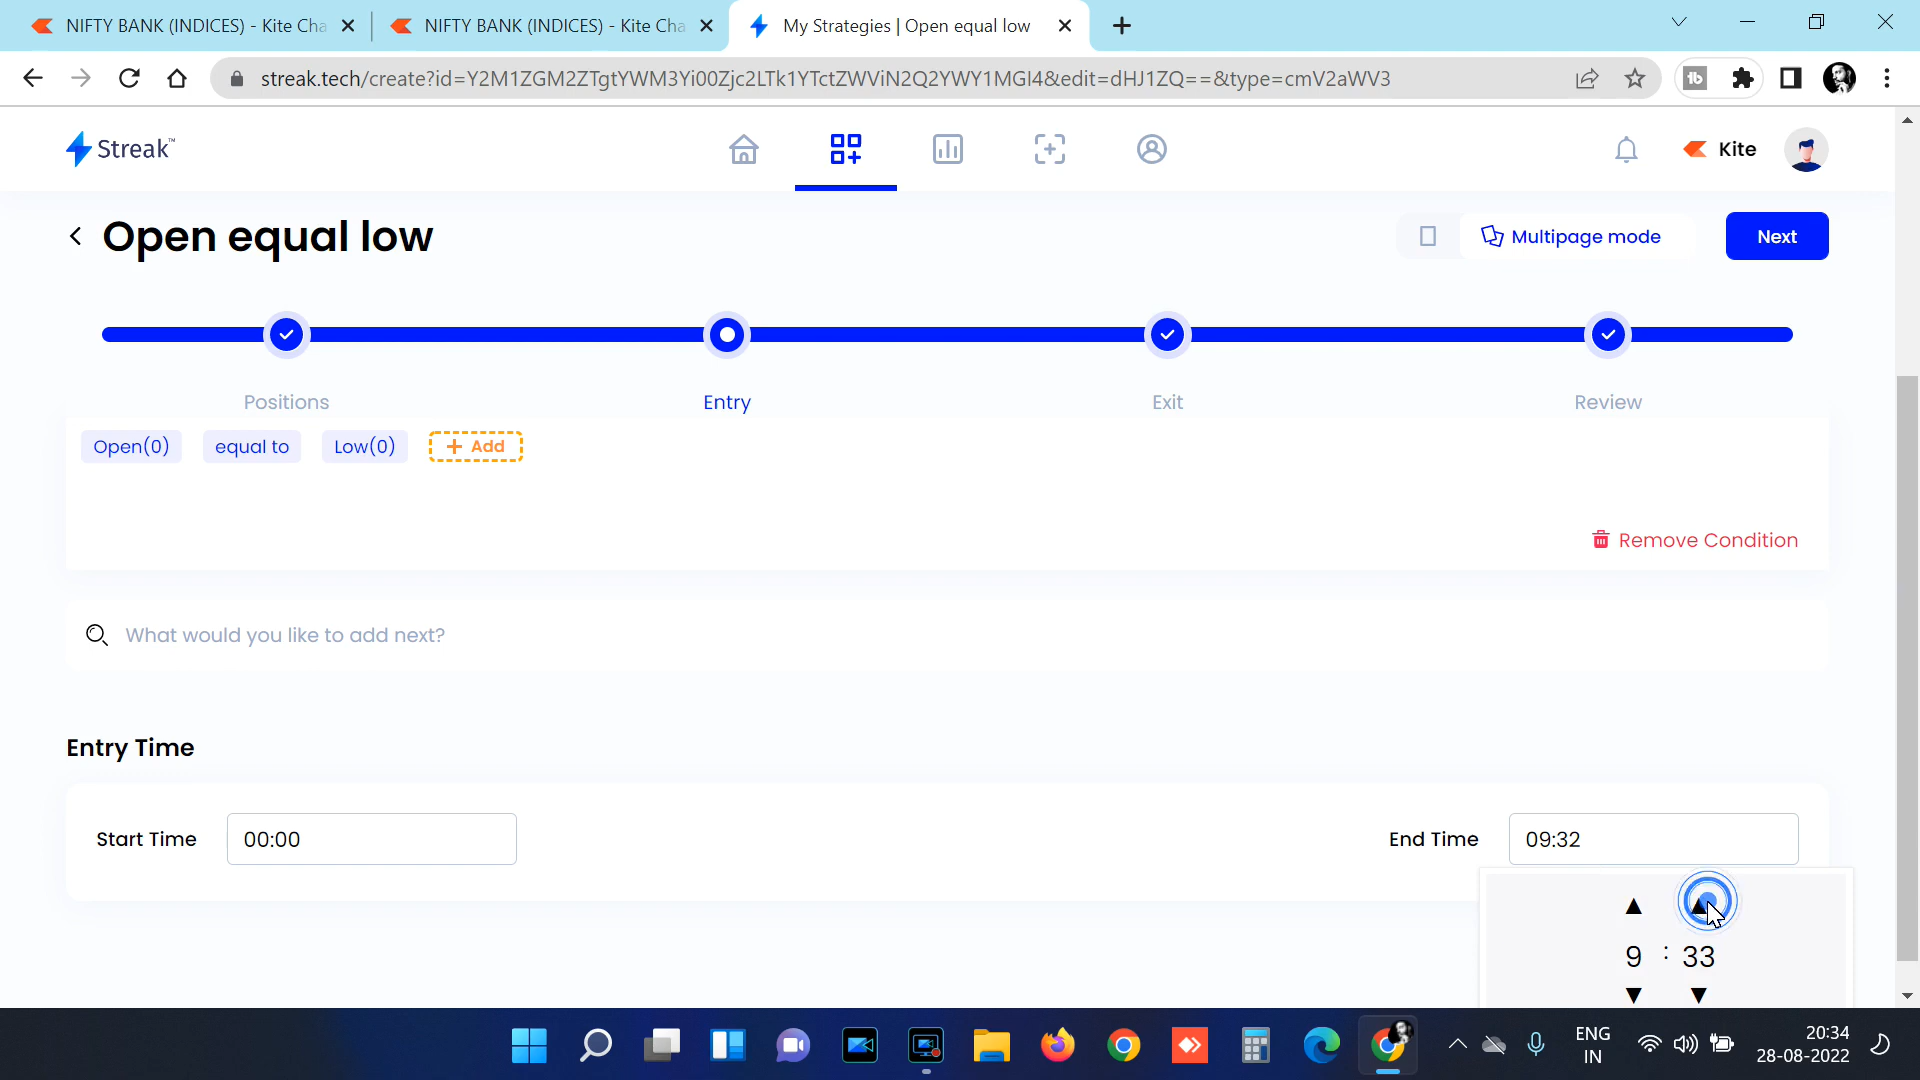 NIFTY BANK (INDICES) - Kite Cha
NIFTY BANK (INDICES) - Kite Cha
My Strategies | Open equal low
streak.tech/create?id=Y2M1ZGM2ZTgtYWM3Yi00Zjc2LTk1YTctZWViN2Q2YWY1MGI4&edit=dHJ1ZQ==&type=cmV2aWV3
Streak™
Kite
Open equal low
Multipage mode
Next
Positions
Entry
Exit
Review
Open(0) equal to Low(0) + Add
Remove Condition
What would you like to add next?
Entry Time
Start Time 00:00
End Time 09:32
9 : 33
ENG
IN
20:34
28-08-2022